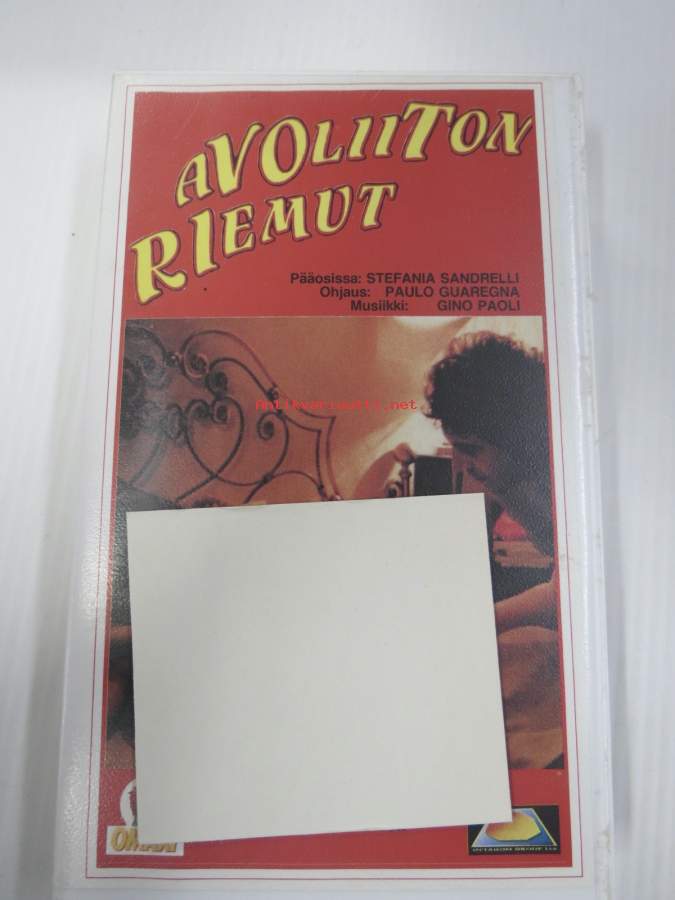 AVOLIITON
RIEMUT
Pääosissa: STEFANIA SANDRELLI
Ohjaus: PAULO GUAREGNA
Musiikki: GINO PAOLI
Antikvariaatti.net